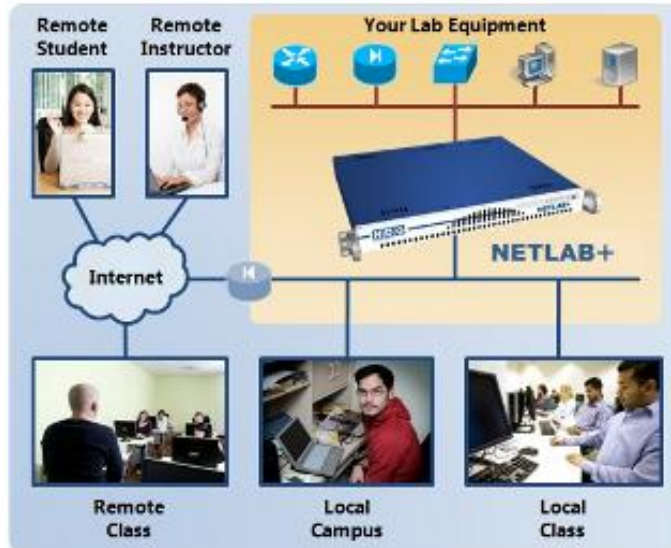 Remote
Student
Remote
Instructor
Your Lab Equipment
NETLAB+
NETLAB+
Internet
Remote
Class
Local
Campus
Local
Class